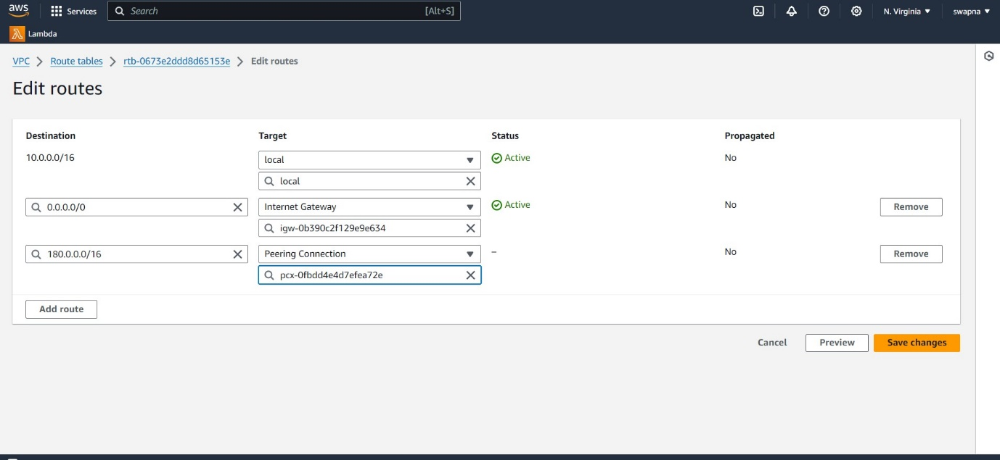 aws Services Search [Alt+S] N. Virginia swapna
Lambda
VPC Route tables rtb-0673e2ddd8d65153e Edit routes
Edit routes
Destination Target Status Propagated
10.0.0.0/16 local Active No
local
0.0.0.0/0 Internet Gateway Active No Remove
igw-0b390c2f129e9e634
180.0.0.0/16 Peering Connection – No Remove
pcx-0fbdd4e4d7efea72e
Add route
Cancel Preview Save changes